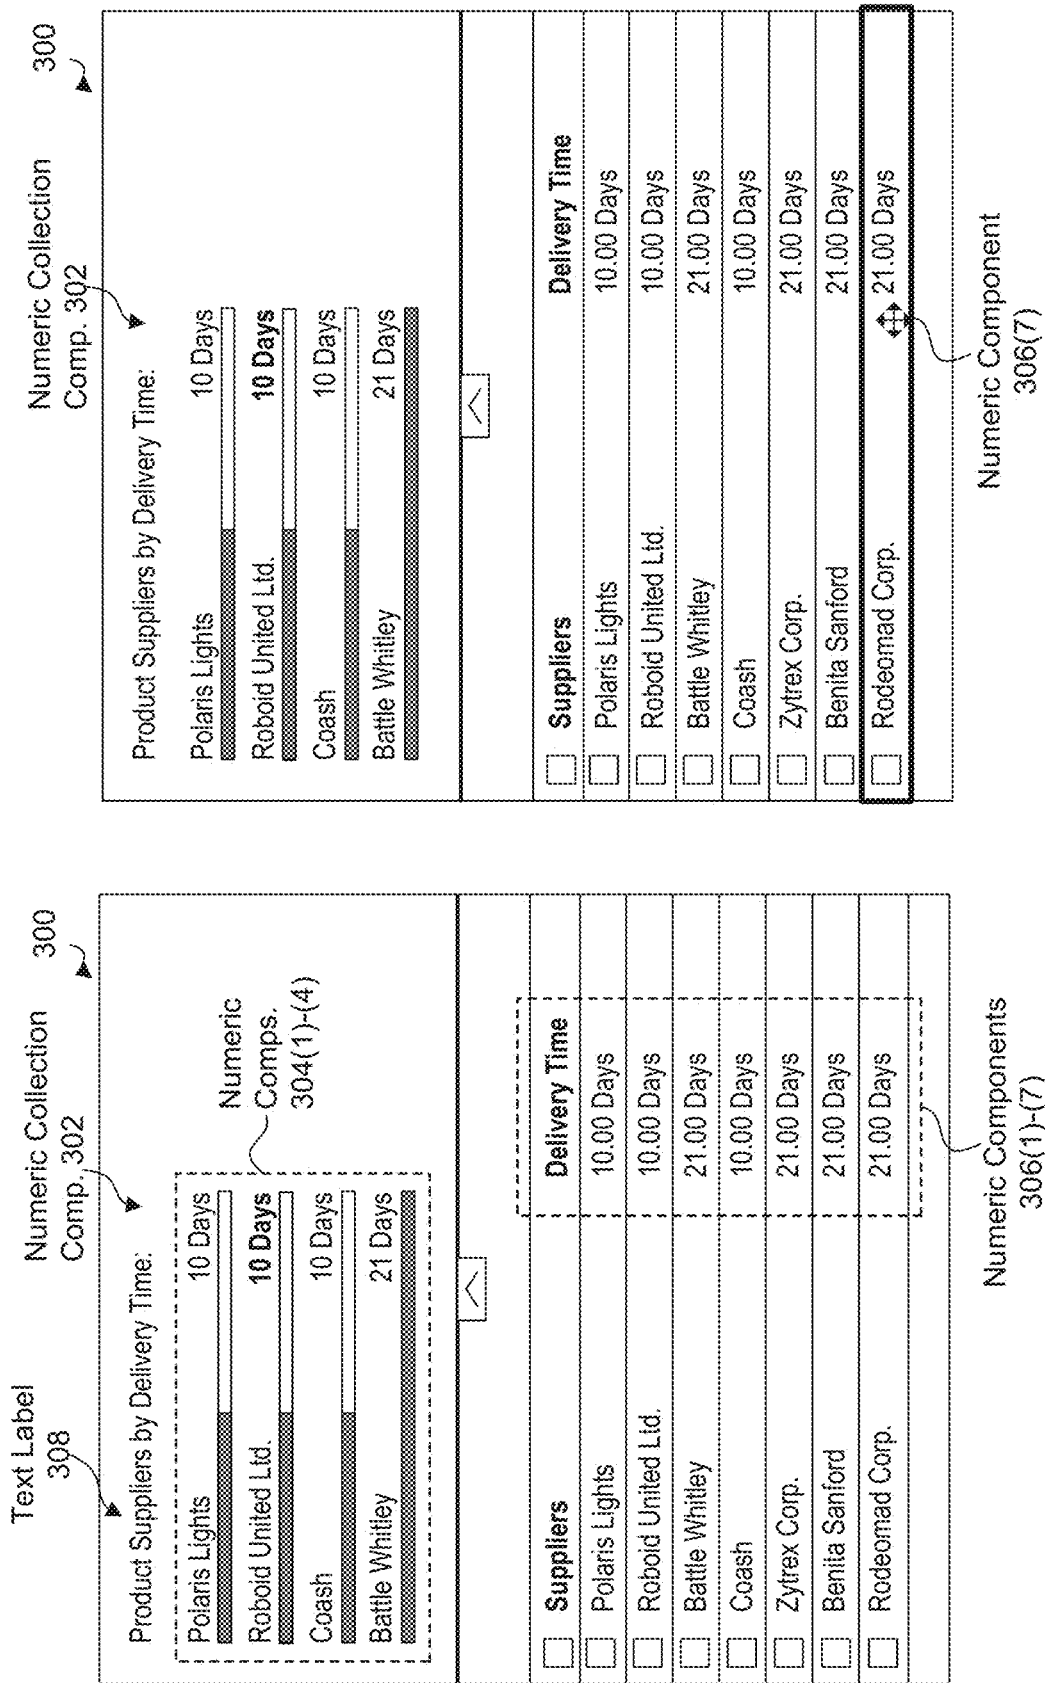 Text Label
308
Numeric Collection
Comp. 302
300
Product Suppliers by Delivery Time:
Polaris Lights 10 Days
Roboid United Ltd. 10 Days
Coash 10 Days
Battle Whitley 21 Days
Numeric
Comps.
304(1)-(4)
Suppliers Delivery Time
Polaris Lights 10.00 Days
Roboid United Ltd. 10.00 Days
Battle Whitley 21.00 Days
Coash 10.00 Days
Zytrex Corp. 21.00 Days
Benita Sanford 21.00 Days
Rodeomad Corp. 21.00 Days
Numeric Components
306(1)-(7)
Numeric Collection
Comp. 302
300
Product Suppliers by Delivery Time:
Polaris Lights 10 Days
Roboid United Ltd. 10 Days
Coash 10 Days
Battle Whitley 21 Days
Suppliers Delivery Time
Polaris Lights 10.00 Days
Roboid United Ltd. 10.00 Days
Battle Whitley 21.00 Days
Coash 10.00 Days
Zytrex Corp. 21.00 Days
Benita Sanford 21.00 Days
Rodeomad Corp. 21.00 Days
Numeric Component
306(7)